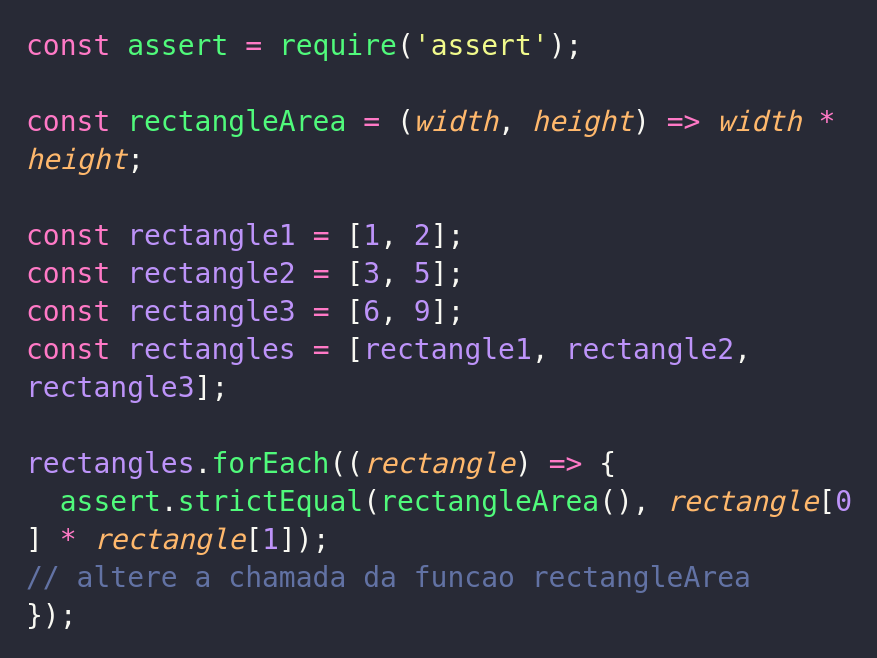 const assert = require('assert');

const rectangleArea = (width, height) => width *
height;

const rectangle1 = [1, 2];
const rectangle2 = [3, 5];
const rectangle3 = [6, 9];
const rectangles = [rectangle1, rectangle2,
rectangle3];

rectangles.forEach((rectangle) => {
  assert.strictEqual(rectangleArea(), rectangle[0
] * rectangle[1]);
// altere a chamada da funcao rectangleArea
});